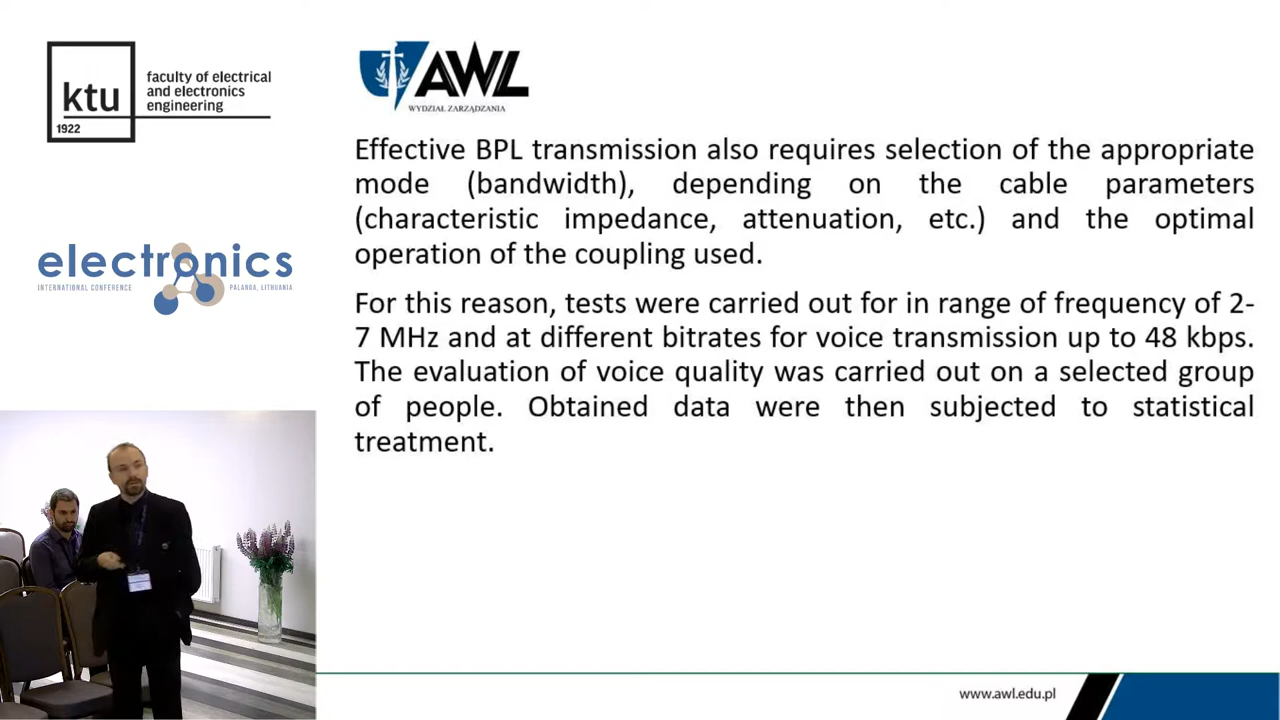 ktu
1922
faculty of electrical
and electronics
engineering
AWL
WYDZIAŁ ZARZĄDZANIA
electronics
INTERNATIONAL CONFERENCE
PALANGA, LITHUANIA
Effective BPL transmission also requires selection of the appropriate
mode (bandwidth), depending on the cable parameters
(characteristic impedance, attenuation, etc.) and the optimal
operation of the coupling used.
For this reason, tests were carried out for in range of frequency of 2-
7 MHz and at different bitrates for voice transmission up to 48 kbps.
The evaluation of voice quality was carried out on a selected group
of people. Obtained data were then subjected to statistical
treatment.
www.awl.edu.pl